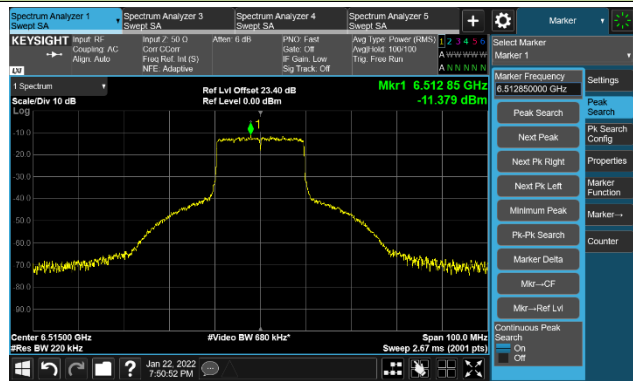 Spectrum Analyzer 1
Swept SA
Spectrum Analyzer 3
Swept SA
Spectrum Analyzer 4
Swept SA
Spectrum Analyzer 5
Swept SA
Marker
KEYSIGHT
Input: RF
Coupling: AC
Align: Auto
Input Z: 50 Ω
Corr CCorr
Freq Ref: Int (S)
NFE: Adaptive
Atten: 6 dB
PNO: Fast
Gate: Off
IF Gain: Low
Sig Track: Off
Avg Type: Power (RMS)
Avg|Hold: 100/100
Trig: Free Run
1 2 3 4 5 6
A W W W W W
A N N N N N
Select Marker
Marker 1
LXI
1 Spectrum
Scale/Div 10 dB
Log
Ref Lvl Offset 23.40 dB
Ref Level 0.00 dBm
Mkr1 6.512 85 GHz
-11.379 dBm
1
-10.0
-20.0
-30.0
-40.0
-50.0
-60.0
-70.0
-80.0
-90.0
Center 6.51500 GHz
#Res BW 220 kHz
#Video BW 680 kHz*
Span 100.0 MHz
Sweep 2.67 ms (2001 pts)
Marker Frequency
6.512850000 GHz
Peak Search
Next Peak
Next Pk Right
Next Pk Left
Minimum Peak
Pk-Pk Search
Marker Delta
Mkr→CF
Mkr→Ref Lvl
Continuous Peak
Search
On
Off
Settings
Peak
Search
Pk Search
Config
Properties
Marker
Function
Marker→
Counter
?
Jan 22, 2022
7:50:52 PM